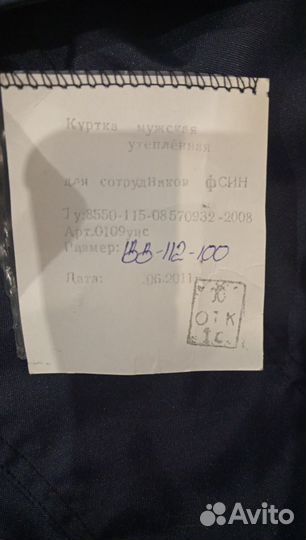 Куртка мужская
утеплённая
для сотрудников фСИН
Ту:8550-115-08570932-2008
Арт.0109уис
Размер: 188-112-100
Дата: .06.2011
ОТК
Avito